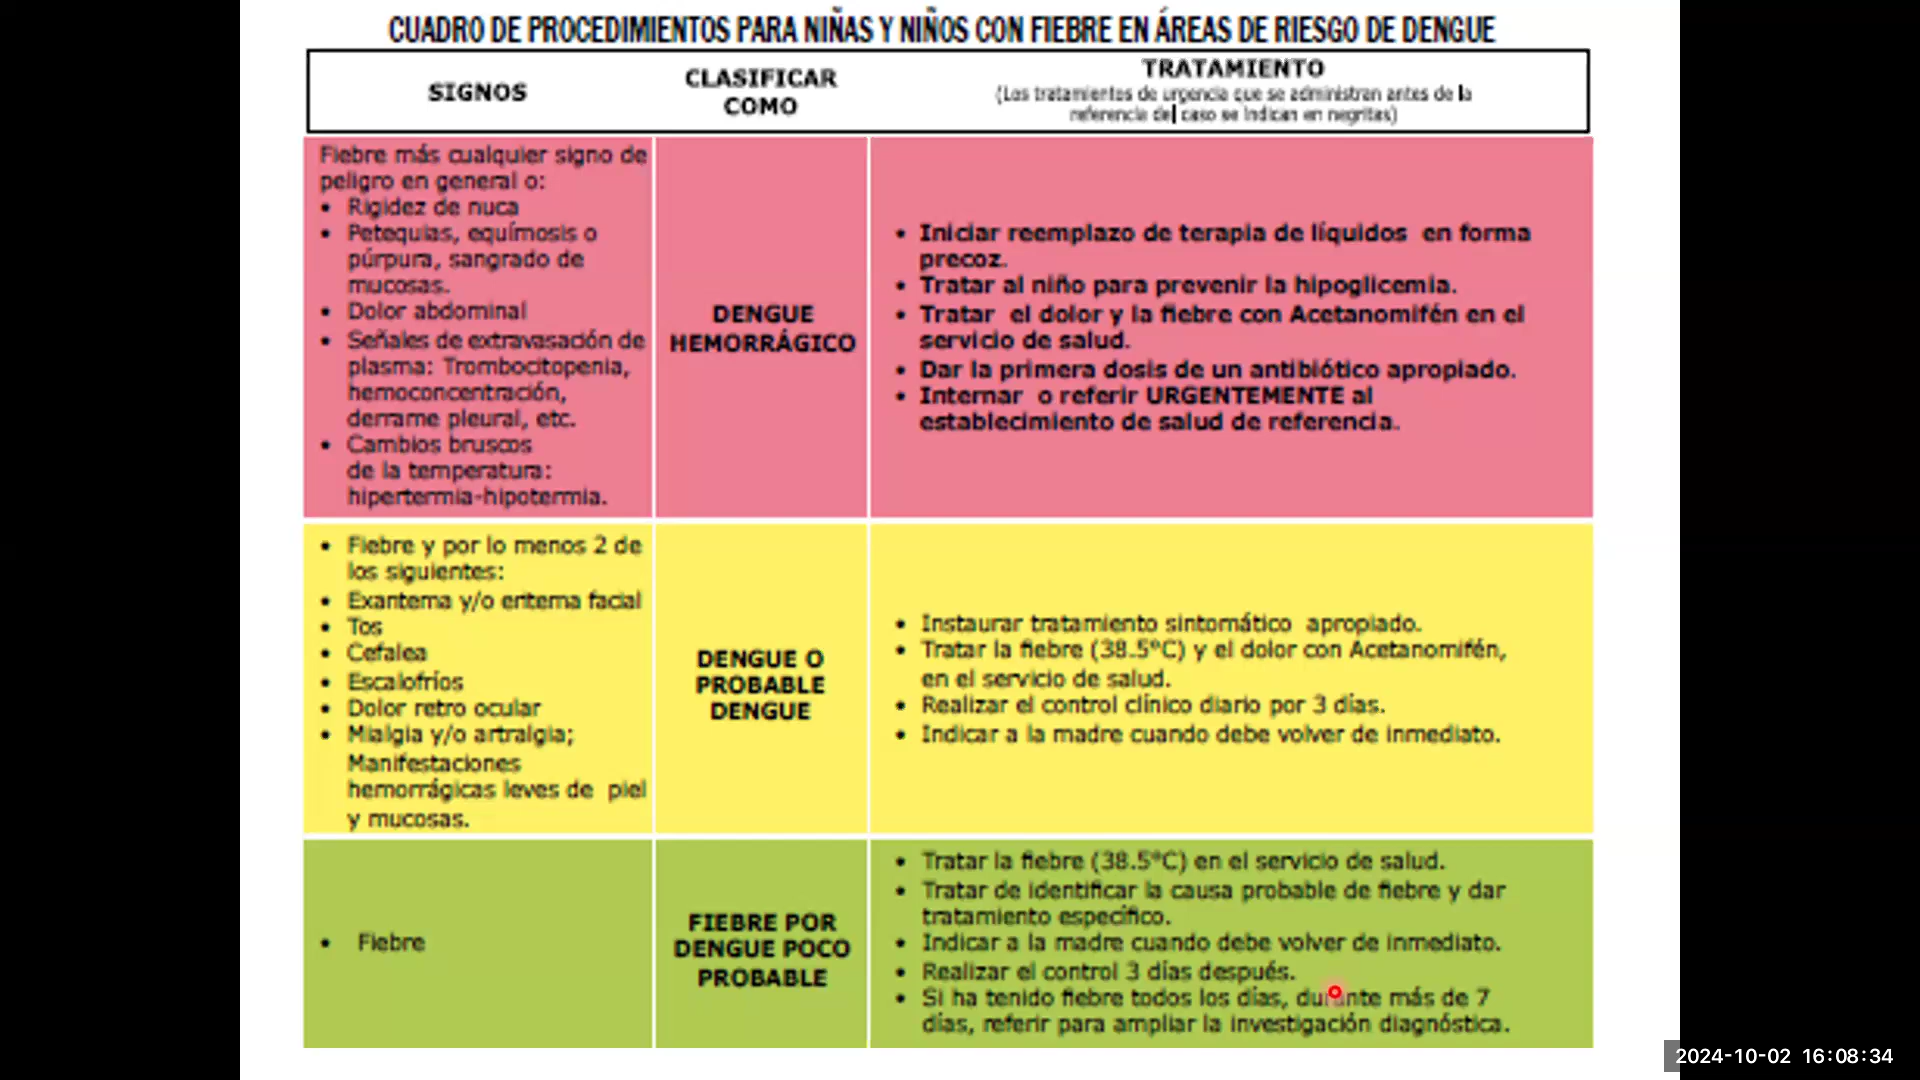 CUADRO DE PROCEDIMIENTOS PARA NIÑAS Y NIÑOS CON FIEBRE EN ÁREAS DE RIESGO DE DENGUE
SIGNOS
CLASIFICAR
COMO
TRATAMIENTO
(Los tratamientos de urgencia que se administran antes de la
referencia del caso se indican en negritas)
Fiebre más cualquier signo de
peligro en general o:
• Rigidez de nuca
• Petequias, equímosis o
púrpura, sangrado de
mucosas.
• Dolor abdominal
• Señales de extravasación de
plasma: Trombocitopenia,
hemoconcentración,
derrame pleural, etc.
• Cambios bruscos
de la temperatura:
hipertermia-hipotermia.
DENGUE
HEMORRÁGICO
• Iniciar reemplazo de terapia de líquidos en forma
precoz.
• Tratar al niño para prevenir la hipoglicemia.
• Tratar el dolor y la fiebre con Acetanomifén en el
servicio de salud.
• Dar la primera dosis de un antibiótico apropiado.
• Internar o referir URGENTEMENTE al
establecimiento de salud de referencia.
• Fiebre y por lo menos 2 de
los siguientes:
• Exantema y/o eritema facial
• Tos
• Cefalea
• Escalofríos
• Dolor retro ocular
• Mialgia y/o artralgia;
Manifestaciones
hemorrágicas leves de piel
y mucosas.
DENGUE O
PROBABLE
DENGUE
• Instaurar tratamiento sintomático apropiado.
• Tratar la fiebre (38.5°C) y el dolor con Acetanomifén,
en el servicio de salud.
• Realizar el control clínico diario por 3 días.
• Indicar a la madre cuando debe volver de inmediato.
• Fiebre
FIEBRE POR
DENGUE POCO
PROBABLE
• Tratar la fiebre (38.5°C) en el servicio de salud.
• Tratar de identificar la causa probable de fiebre y dar
tratamiento específico.
• Indicar a la madre cuando debe volver de inmediato.
• Realizar el control 3 días después.
• Si ha tenido fiebre todos los días, durante más de 7
días, referir para ampliar la investigación diagnóstica.
2024-10-02 16:08:34